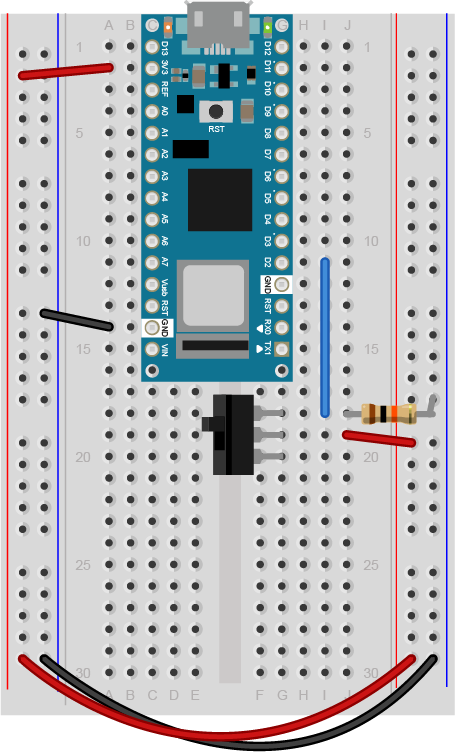 A B C D E F G H I J
1 1
5 5
10 10
15 15
20 20
25 25
30 30
A B C D E F G H I J
D13
3V3
REF
A0
A1
A2
A3
A4
A5
A6
A7
Vusb
RST
GND
VIN
RST
D12
D11
D10
D9
D8
D7
D6
D5
D4
D3
D2
GND
RST
RX0
TX1